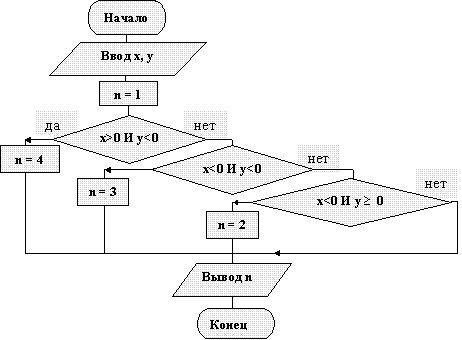 Начало
Ввод x, y
n = 1
да
x>0 И y<0
нет
n = 4
x<0 И y<0
нет
n = 3
x<0 И y ≥ 0
нет
n = 2
Вывод n
Конец